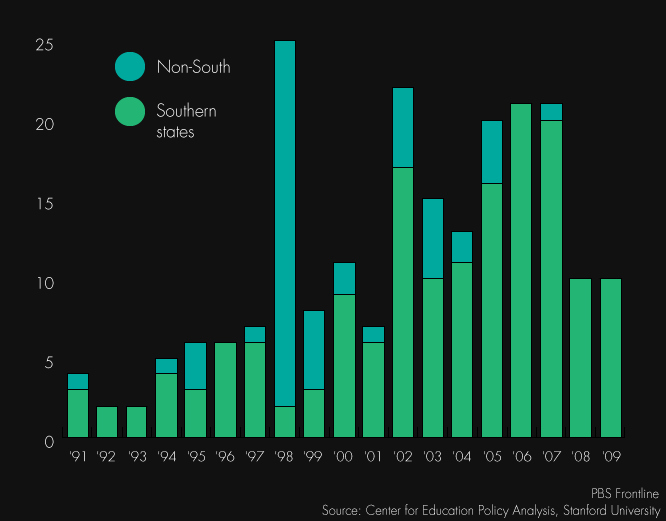 25
Non-South
20
Southern
states
15
10
5
0
'91 '92 '93 '94 '95 '96 '97 '98 '99 '00 '01 '02 '03 '04 '05 '06 '07 '08 '09
PBS Frontline
Source: Center for Education Policy Analysis, Stanford University